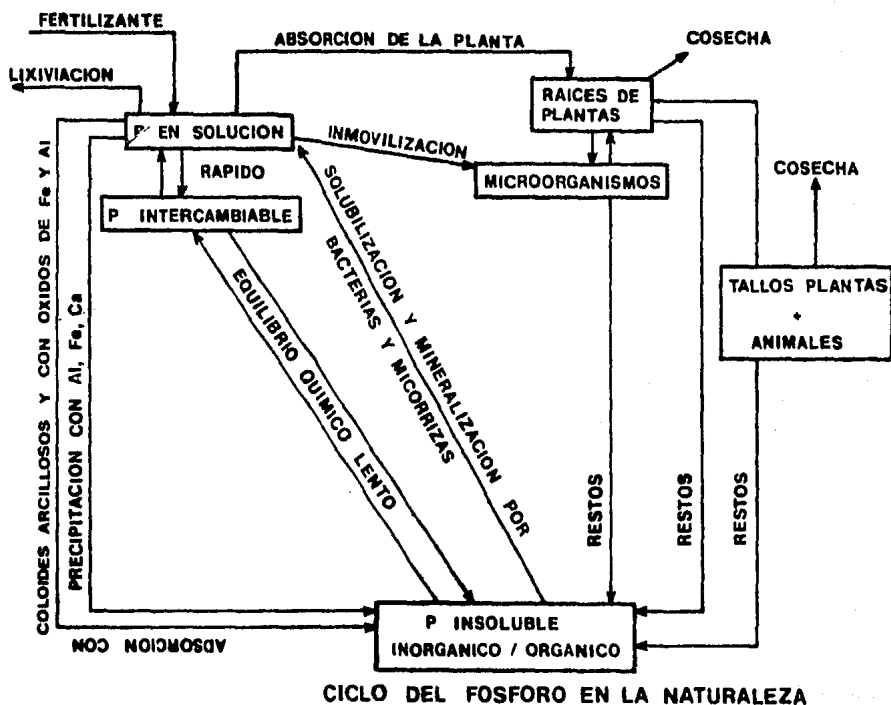 FERTILIZANTE
ABSORCION DE LA PLANTA
COSECHA
LIXIVIACION
RAICES DE
PLANTAS
P EN SOLUCION
INMOVILIZACION
RAPIDO
MICROORGANISMOS
COSECHA
P INTERCAMBIABLE
TALLOS PLANTAS
+
ANIMALES
COLOIDES ARCILLOSOS Y CON OXIDOS DE Fe Y Al
PRECIPITACION CON Al, Fe, Ca
EQUILIBRIO QUIMICO LENTO
SOLUBILIZACION Y MINERALIZACION POR
BACTERIAS Y MICORRIZAS
RESTOS
RESTOS
RESTOS
ADSORCION CON
P INSOLUBLE
INORGANICO / ORGANICO
CICLO DEL FOSFORO EN LA NATURALEZA